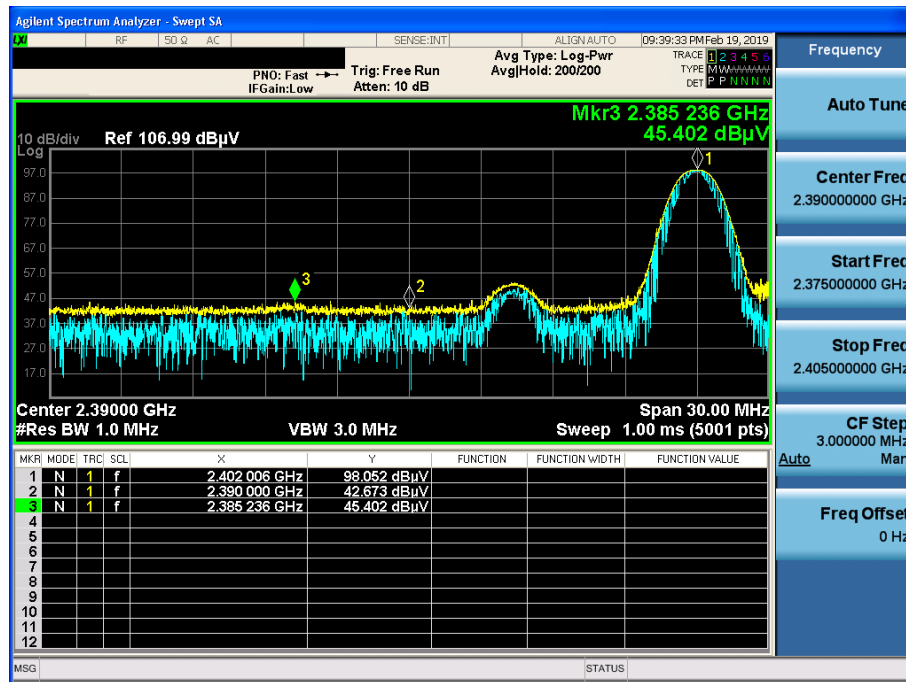 Agilent Spectrum Analyzer - Swept SA
LXI RF 50 Ω AC SENSE:INT ALIGN AUTO 09:39:33 PM Feb 19, 2019
Frequency
Avg Type: Log-Pwr TRACE 1 2 3 4 5 6
PNO: Fast Trig: Free Run Avg|Hold: 200/200 TYPE M W
IFGain:Low Atten: 10 dB DET P P N N N N
Auto Tune
Mkr3 2.385 236 GHz
45.402 dBµV
10 dB/div Ref 106.99 dBµV
Log
97.0
87.0
77.0
67.0
57.0
47.0
37.0
27.0
17.0
1
2
3
Center Freq
2.390000000 GHz
Start Freq
2.375000000 GHz
Stop Freq
2.405000000 GHz
Center 2.39000 GHz Span 30.00 MHz
#Res BW 1.0 MHz VBW 3.0 MHz Sweep 1.00 ms (5001 pts)
CF Step
3.000000 MHz
Auto Man
MKR MODE TRC SCL X Y FUNCTION FUNCTION WIDTH FUNCTION VALUE
1 N 1 f 2.402 006 GHz 98.052 dBµV
2 N 1 f 2.390 000 GHz 42.673 dBµV
3 N 1 f 2.385 236 GHz 45.402 dBµV
4
5
6
7
8
9
10
11
12
Freq Offset
0 Hz
MSG STATUS